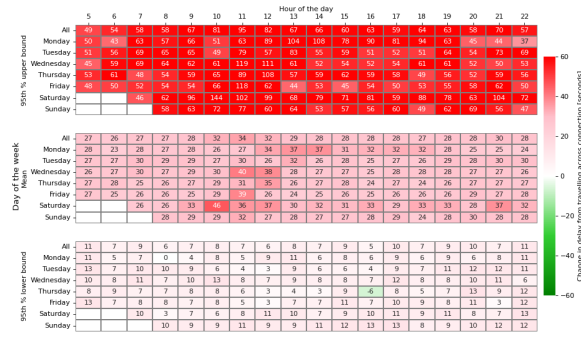 Hour of the day
5 6 7 8 9 10 11 12 13 14 15 16 17 18 19 20 21 22
All 49 54 58 58 67 81 95 82 67 66 60 63 59 64 63 58 70 57
Monday 50 43 63 57 66 51 63 89 104 108 78 90 81 94 63 45 44 37
Tuesday 51 56 69 65 65 49 79 57 83 55 59 51 52 51 64 54 73 69
Wednesday 45 59 69 64 62 61 119 111 61 52 54 52 54 61 61 52 50 53
Thursday 53 61 48 54 59 65 89 108 57 59 62 59 58 49 56 52 59 56
Friday 48 50 52 54 54 66 118 62 44 53 45 54 50 53 55 58 62 50
Saturday 46 62 96 144 102 99 68 79 71 81 59 88 78 63 104 72
Sunday 58 63 72 77 60 64 53 57 56 60 49 62 69 56 47
95th % upper bound
All 27 26 27 27 28 32 34 32 29 28 28 28 28 27 28 28 30 28
Monday 28 23 28 27 28 26 27 34 37 37 31 32 32 32 28 25 25 24
Tuesday 27 27 30 29 29 27 30 26 32 26 28 25 27 26 29 28 30 30
Wednesday 26 27 30 27 29 30 40 38 28 27 27 25 28 28 28 27 27 26
Thursday 27 28 25 26 27 29 31 35 26 27 28 24 27 24 26 27 27 27
Friday 27 25 26 26 25 29 39 26 24 25 25 26 26 26 29 27 28
Saturday 26 26 33 46 36 37 30 32 31 33 29 33 33 28 37 32
Sunday 28 29 29 32 27 28 27 27 28 29 24 28 30 28 28
Mean
Day of the week
All 11 7 9 6 7 8 7 6 8 7 9 5 10 7 9 10 7 11
Monday 11 5 7 0 4 8 5 9 11 6 8 6 9 6 9 6 8 11
Tuesday 13 7 10 10 9 6 4 3 9 6 6 4 9 7 11 12 12 11
Wednesday 10 8 11 7 10 13 8 7 9 8 8 7 12 8 8 10 11 6
Thursday 8 9 7 7 8 8 6 3 4 3 9 -6 8 5 7 13 9 12
Friday 13 7 8 8 7 8 5 3 7 7 11 7 10 9 8 11 3 12
Saturday 10 3 7 6 8 11 10 7 9 10 11 9 11 8 7 13
Sunday 10 9 9 11 9 9 11 12 13 13 8 9 10 12 12
95th % lower bound
60
40
20
0
−20
−40
−60
Change in delay from travelling across connection [seconds]